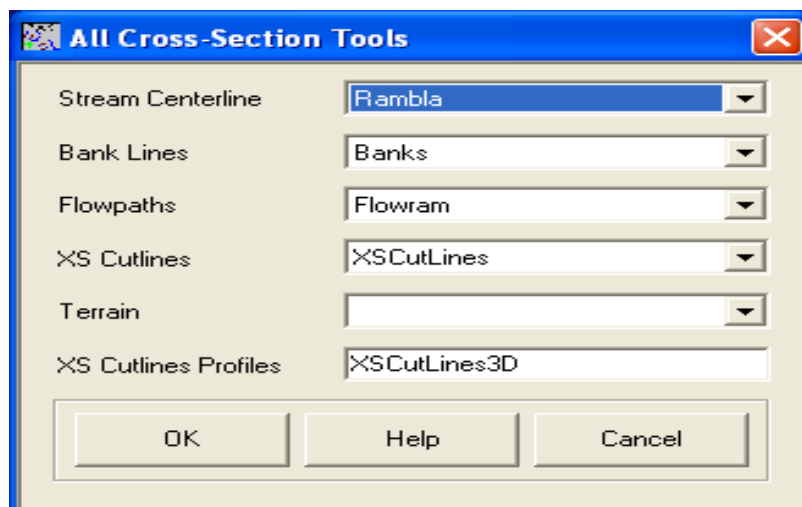 All Cross-Section Tools
Stream Centerline Rambla
Bank Lines Banks
Flowpaths Flowram
XS Cutlines XSCutLines
Terrain
XS Cutlines Profiles XSCutLines3D
OK Help Cancel